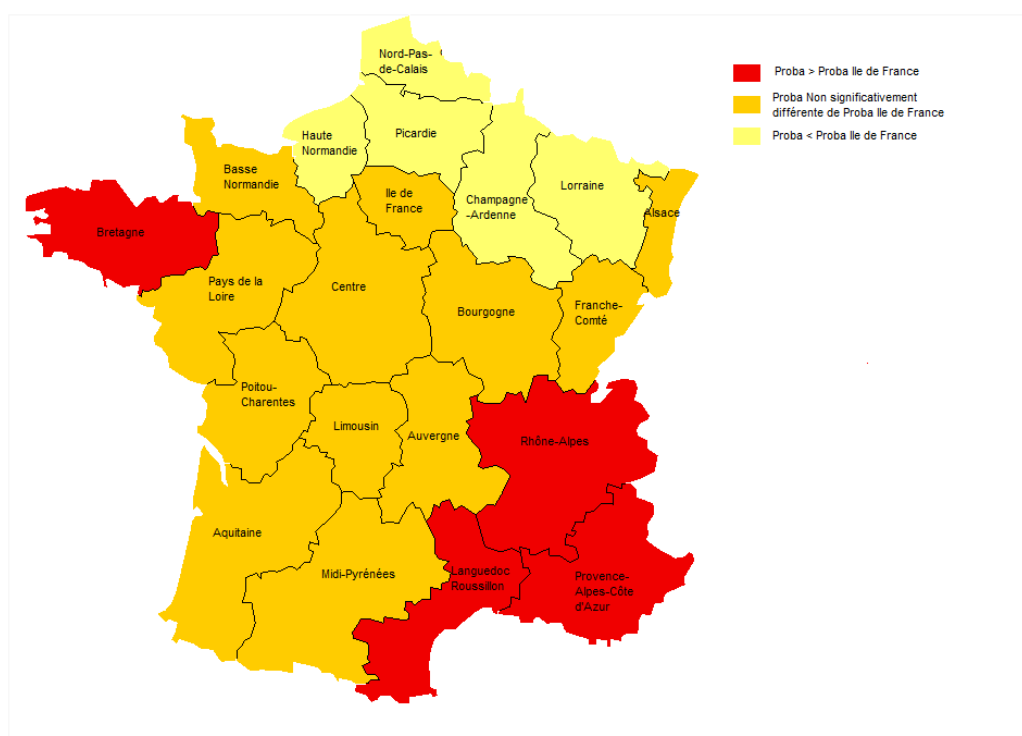 Nord-Pas-
de-Calais
Proba > Proba Ile de France
Proba Non significativement
différente de Proba Ile de France
Proba < Proba Ile de France
Haute
Normandie
Picardie
Basse
Normandie
Ile de
France
Champagne
-Ardenne
Lorraine
Alsace
Bretagne
Pays de la
Loire
Centre
Bourgogne
Franche-
Comté
Poitou-
Charentes
Limousin
Auvergne
Rhône-Alpes
Aquitaine
Midi-Pyrénées
Languedoc
Roussillon
Provence-
Alpes-Côte
d'Azur